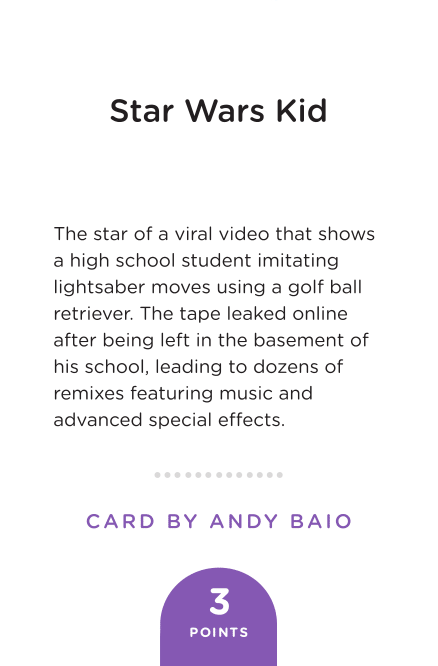 Star Wars Kid
The star of a viral video that shows
a high school student imitating
lightsaber moves using a golf ball
retriever. The tape leaked online
after being left in the basement of
his school, leading to dozens of
remixes featuring music and
advanced special effects.
CARD BY ANDY BAIO
3
POINTS